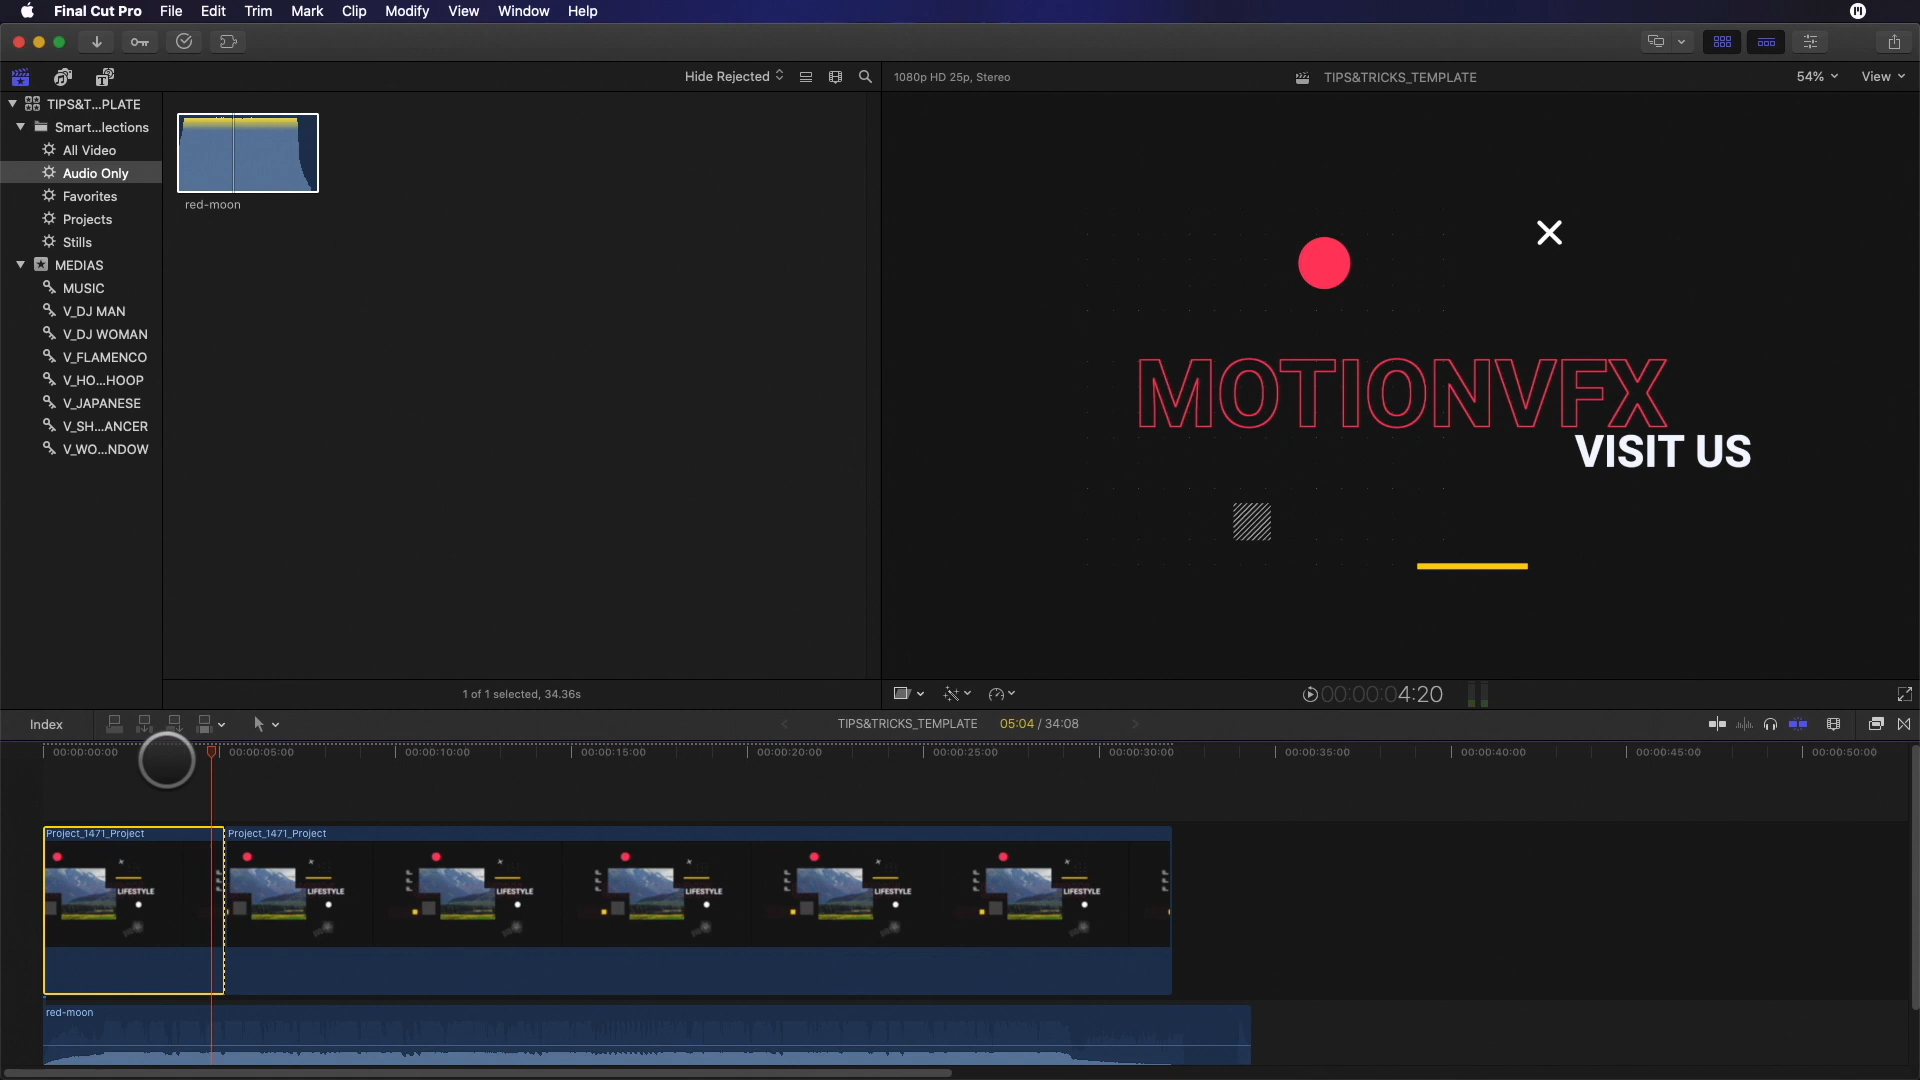 Final Cut Pro File Edit Trim Mark Clip Modify View Window Help
Hide Rejected
1080p HD 25p, Stereo
TIPS&TRICKS_TEMPLATE
54%
View
TIPS&T...PLATE
Smart...lections
All Video
Audio Only
Favorites
Projects
Stills
MEDIAS
MUSIC
V_DJ MAN
V_DJ WOMAN
V_FLAMENCO
V_HO...HOOP
V_JAPANESE
V_SH...ANCER
V_WO...NDOW
red-moon
MOTIONVFX
VISIT US
1 of 1 selected, 34.36s
00:00:04:20
Index
TIPS&TRICKS_TEMPLATE
05:04 / 34:08
00:00:00:00 00:00:05:00 00:00:10:00 00:00:15:00 00:00:20:00 00:00:25:00 00:00:30:00 00:00:35:00 00:00:40:00 00:00:45:00 00:00:50:00
Project_1471_Project Project_1471_Project
LIFESTYLE LIFESTYLE LIFESTYLE LIFESTYLE LIFESTYLE LIFESTYLE
red-moon